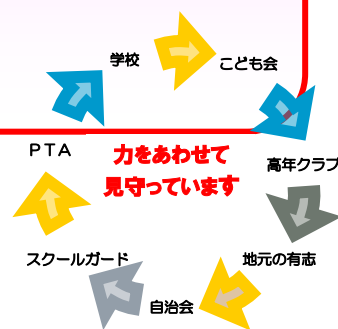 学校
こども会
PTA
力をあわせて
見守っています
高年クラブ
スクールガード
地元の有志
自治会